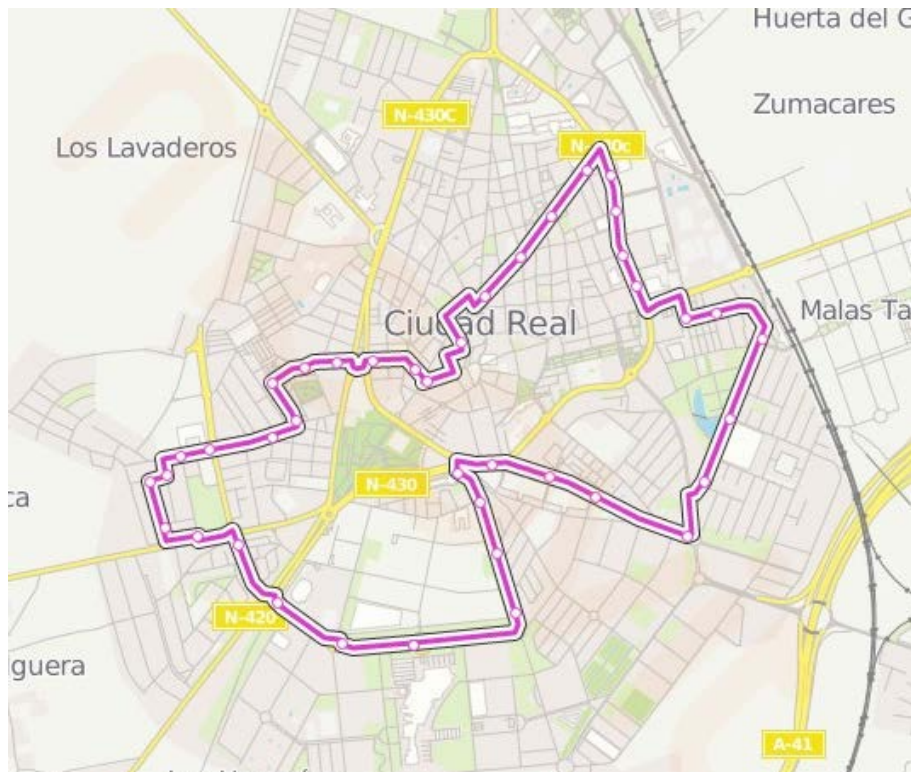 Huerta del G
N-430C
Zumacares
Los Lavaderos
Malas Ta
Ciudad Real
N-430
ca
N-420
guera
A-41